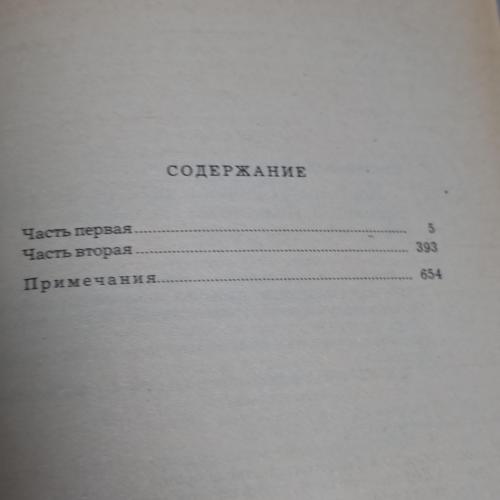 СОДЕРЖАНИЕ
Часть первая 5
Часть вторая 393
Примечания 654